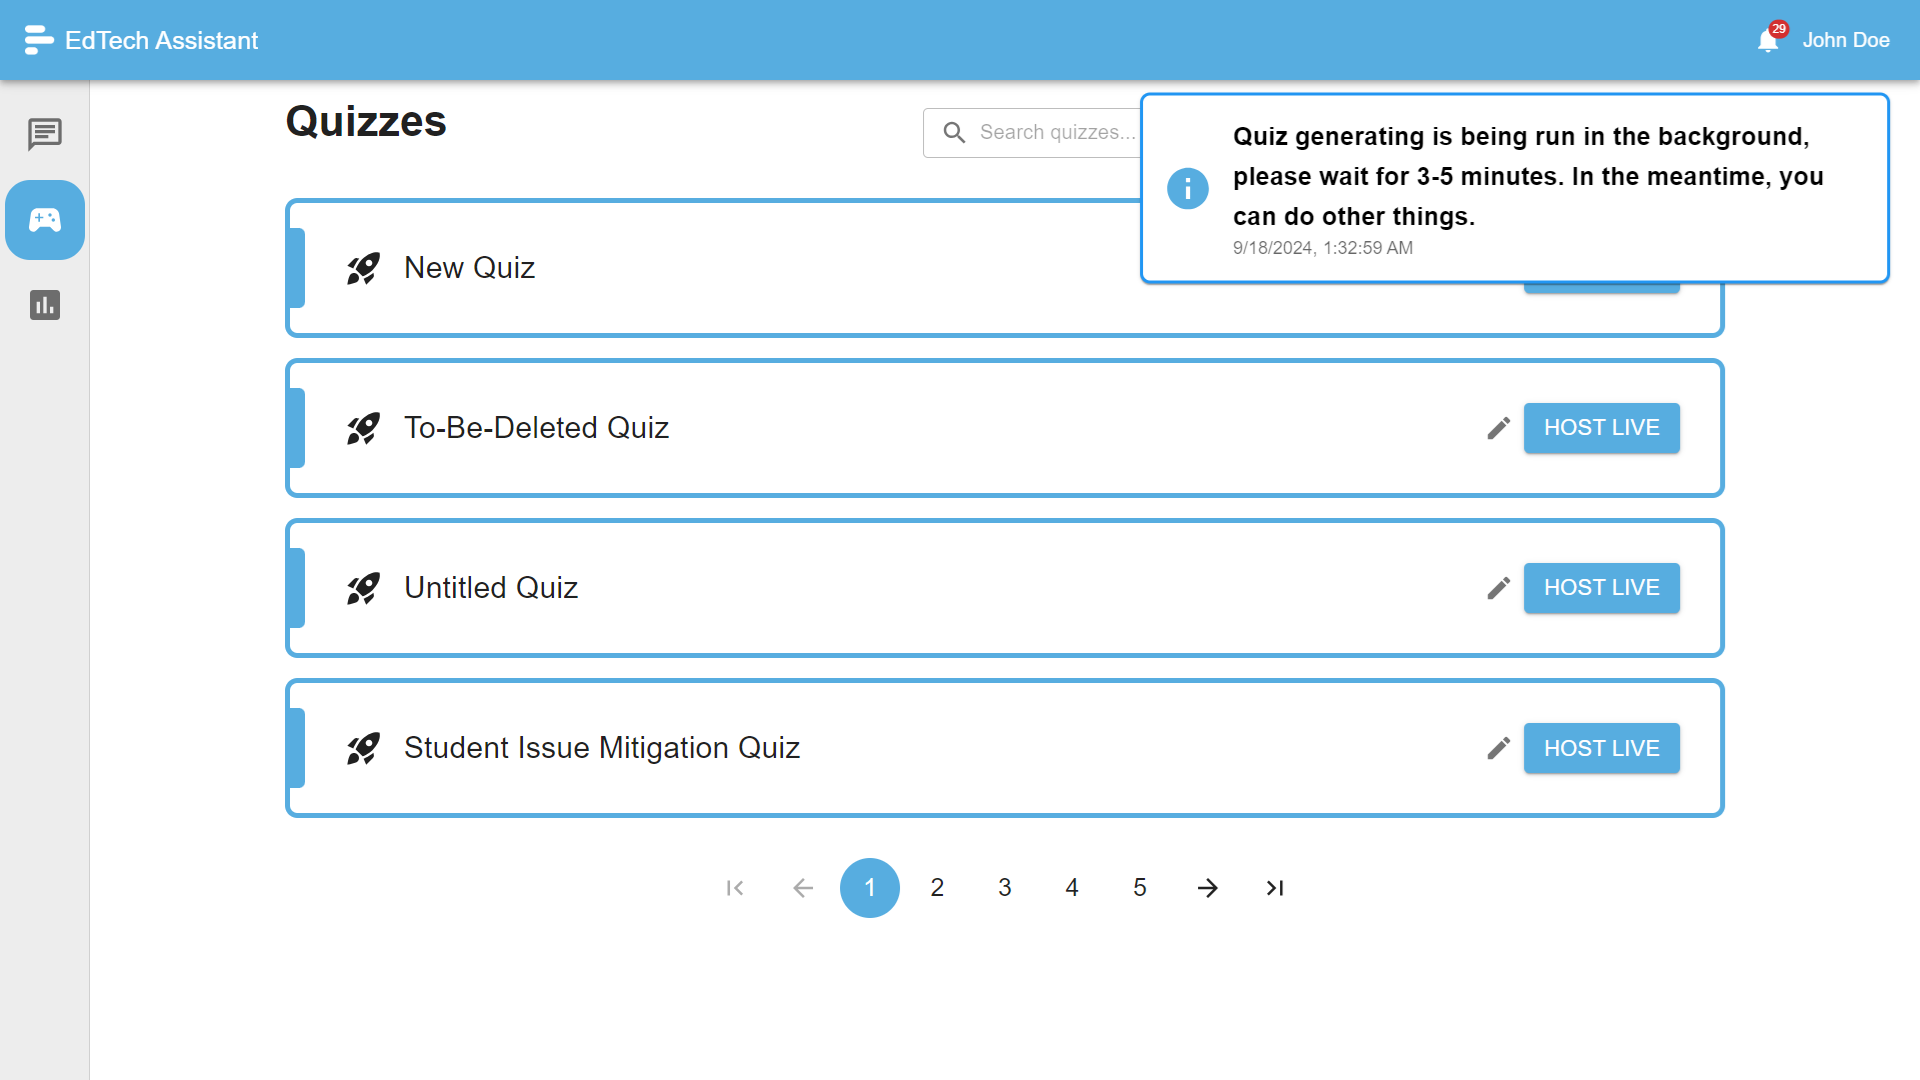 EdTech Assistant
29
John Doe
Quizzes
Search quizzes...
Quiz generating is being run in the background,
please wait for 3-5 minutes. In the meantime, you
can do other things.
9/18/2024, 1:32:59 AM
New Quiz
To-Be-Deleted Quiz
HOST LIVE
Untitled Quiz
HOST LIVE
Student Issue Mitigation Quiz
HOST LIVE
1 2 3 4 5